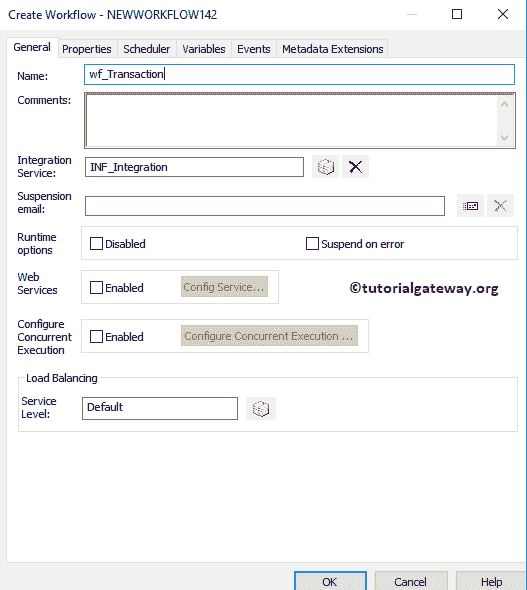 Create Workflow - NEWWORKFLOW142
General Properties Scheduler Variables Events Metadata Extensions
Name: wf_Transaction
Comments:
Integration
Service: INF_Integration
Suspension
email:
Runtime
options Disabled Suspend on error
Web
Services Enabled Config Service...
©tutorialgateway.org
Configure
Concurrent
Execution Enabled Configure Concurrent Execution ...
Load Balancing
Service
Level: Default
OK Cancel Help